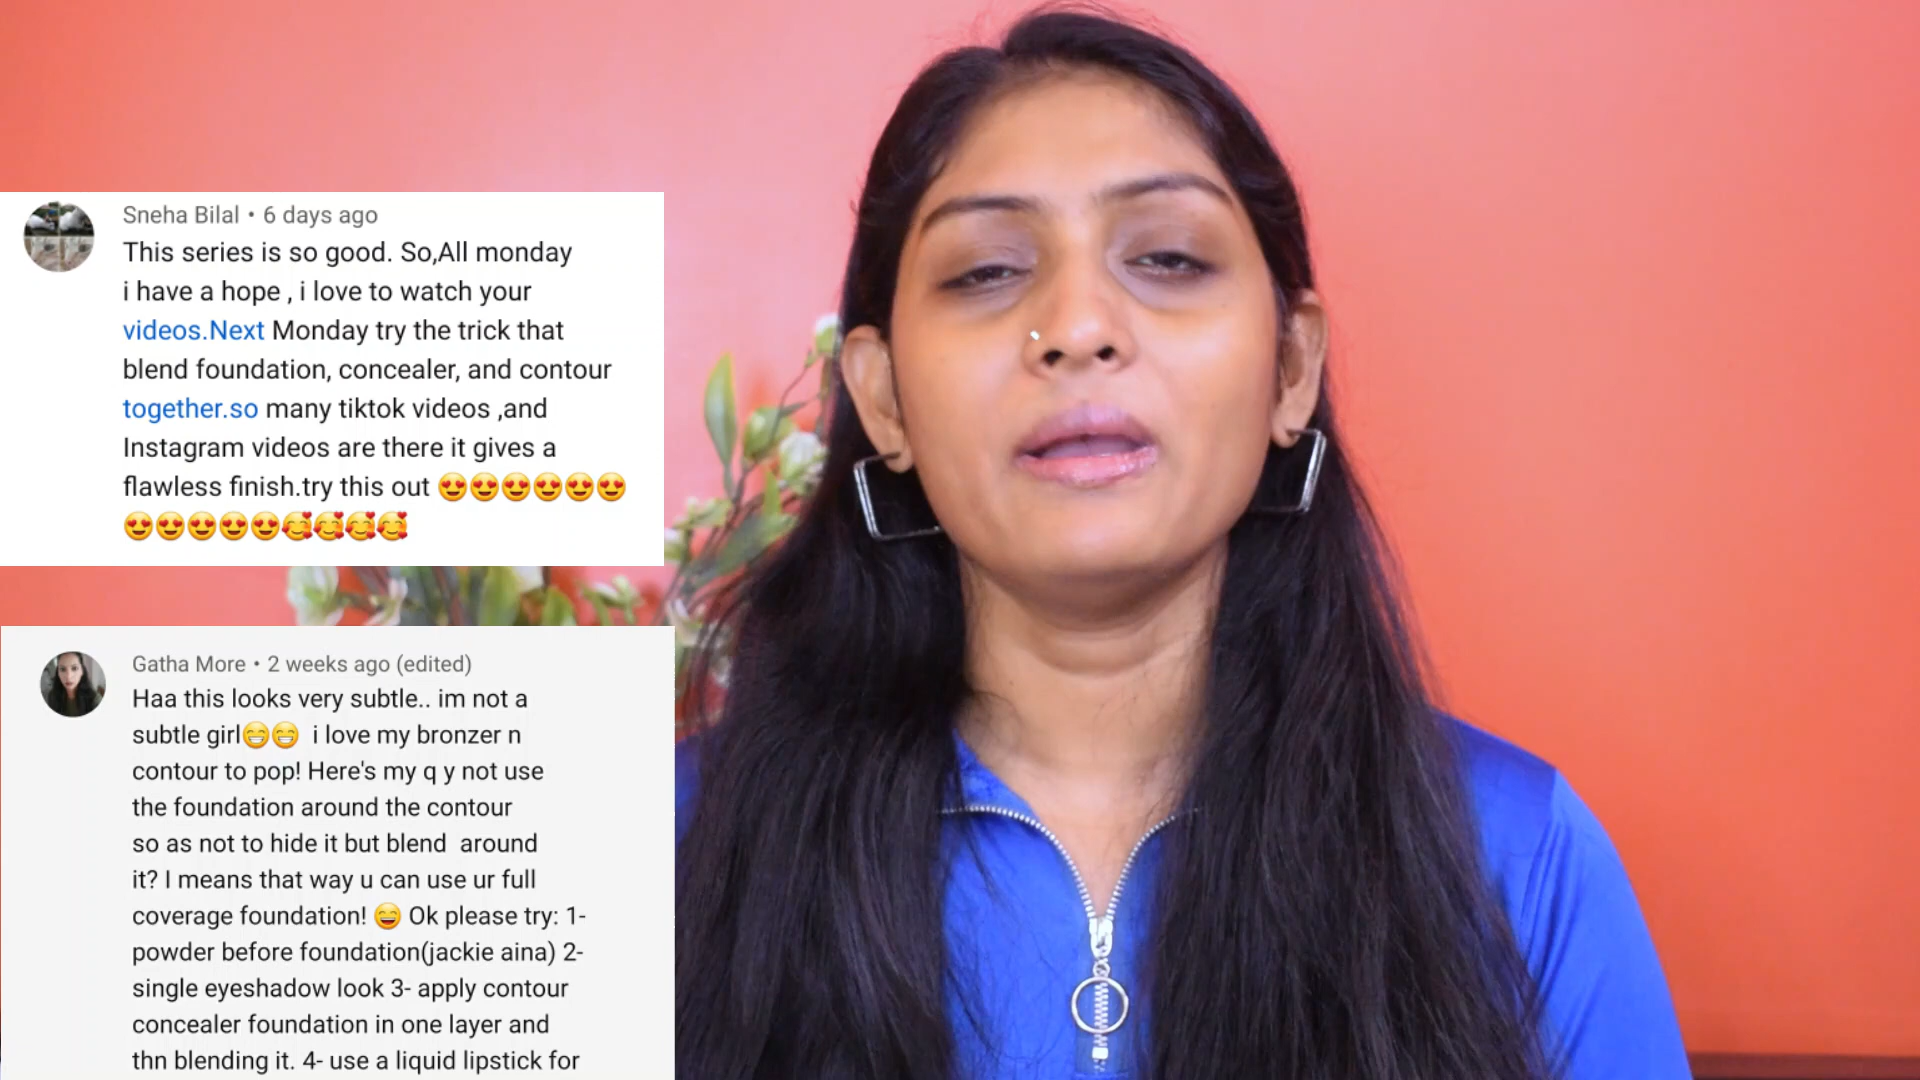 Sneha Bilal • 6 days ago
This series is so good. So,All monday
i have a hope , i love to watch your
videos.Next Monday try the trick that
blend foundation, concealer, and contour
together.so many tiktok videos ,and
Instagram videos are there it gives a
flawless finish.try this out 😍😍😍😍😍😍
😍😍😍😍😍🥰🥰🥰🥰
Gatha More • 2 weeks ago (edited)
Haa this looks very subtle.. im not a
subtle girl😁😁 i love my bronzer n
contour to pop! Here's my q y not use
the foundation around the contour
so as not to hide it but blend around
it? I means that way u can use ur full
coverage foundation! 😄 Ok please try: 1-
powder before foundation(jackie aina) 2-
single eyeshadow look 3- apply contour
concealer foundation in one layer and
thn blending it. 4- use a liquid lipstick for